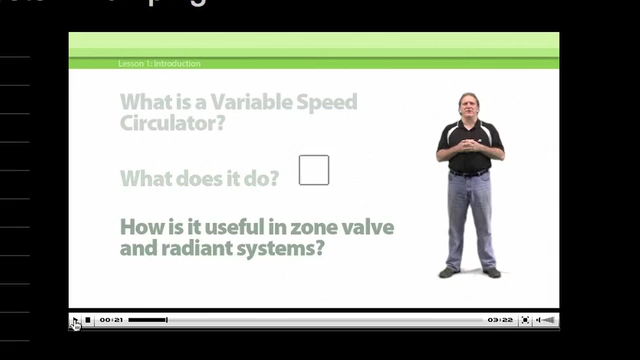 Lesson 1: Introduction
What is a Variable Speed
Circulator?
What does it do?
How is it useful in zone valve
and radiant systems?
00:21
03:22